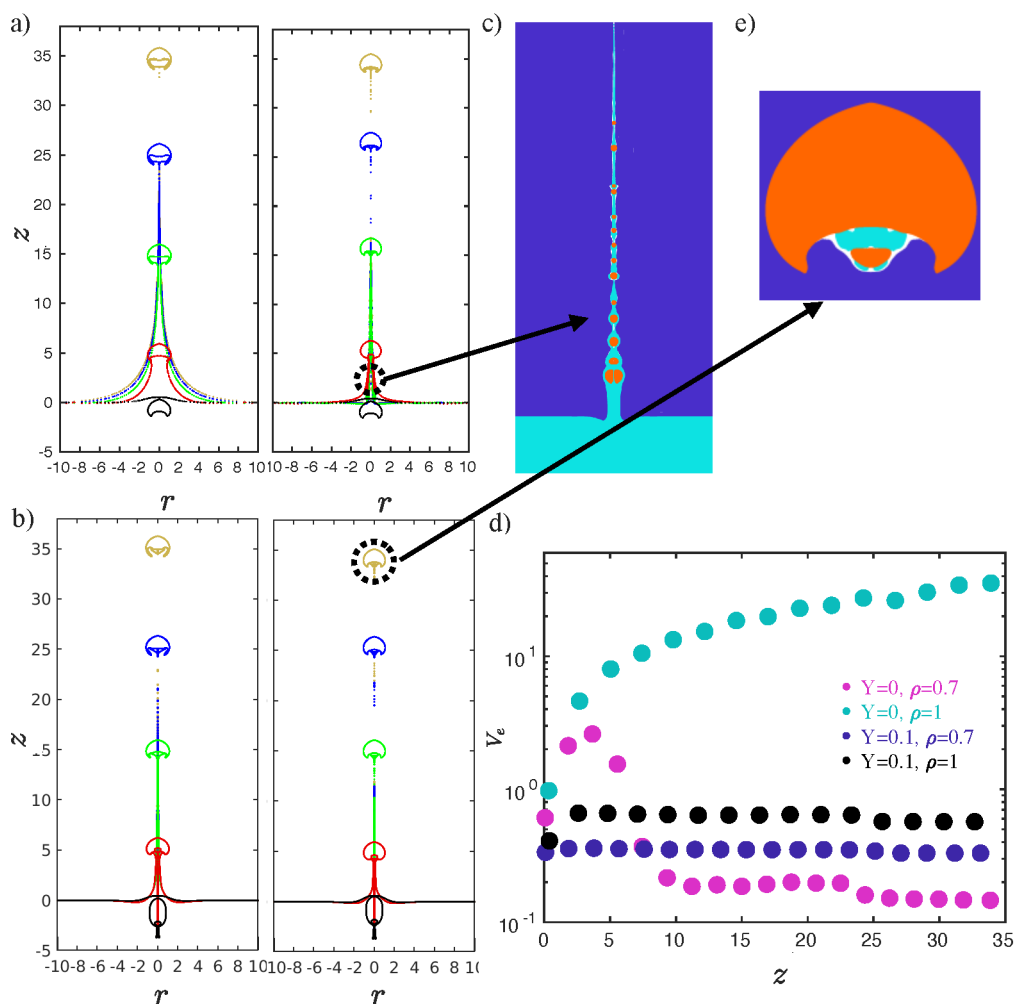 a)
35
30
25
20
z
15
10
5
0
-5
-10 -8 -6 -4 -2 0 2 4 6 8 10
r
-8 -6 -4 -2 0 2 4 6 8 10
r
c)
e)
b)
35
30
25
20
z
15
10
5
0
-5
-10 -8 -6 -4 -2 0 2 4 6 8 10
r
-8 -6 -4 -2 0 2 4 6 8 10
r
d)
10^1
V_e
10^0
10^-1
Y=0, ρ=0.7
Y=0, ρ=1
Y=0.1, ρ=0.7
Y=0.1, ρ=1
0 5 10 15 20 25 30 35
z